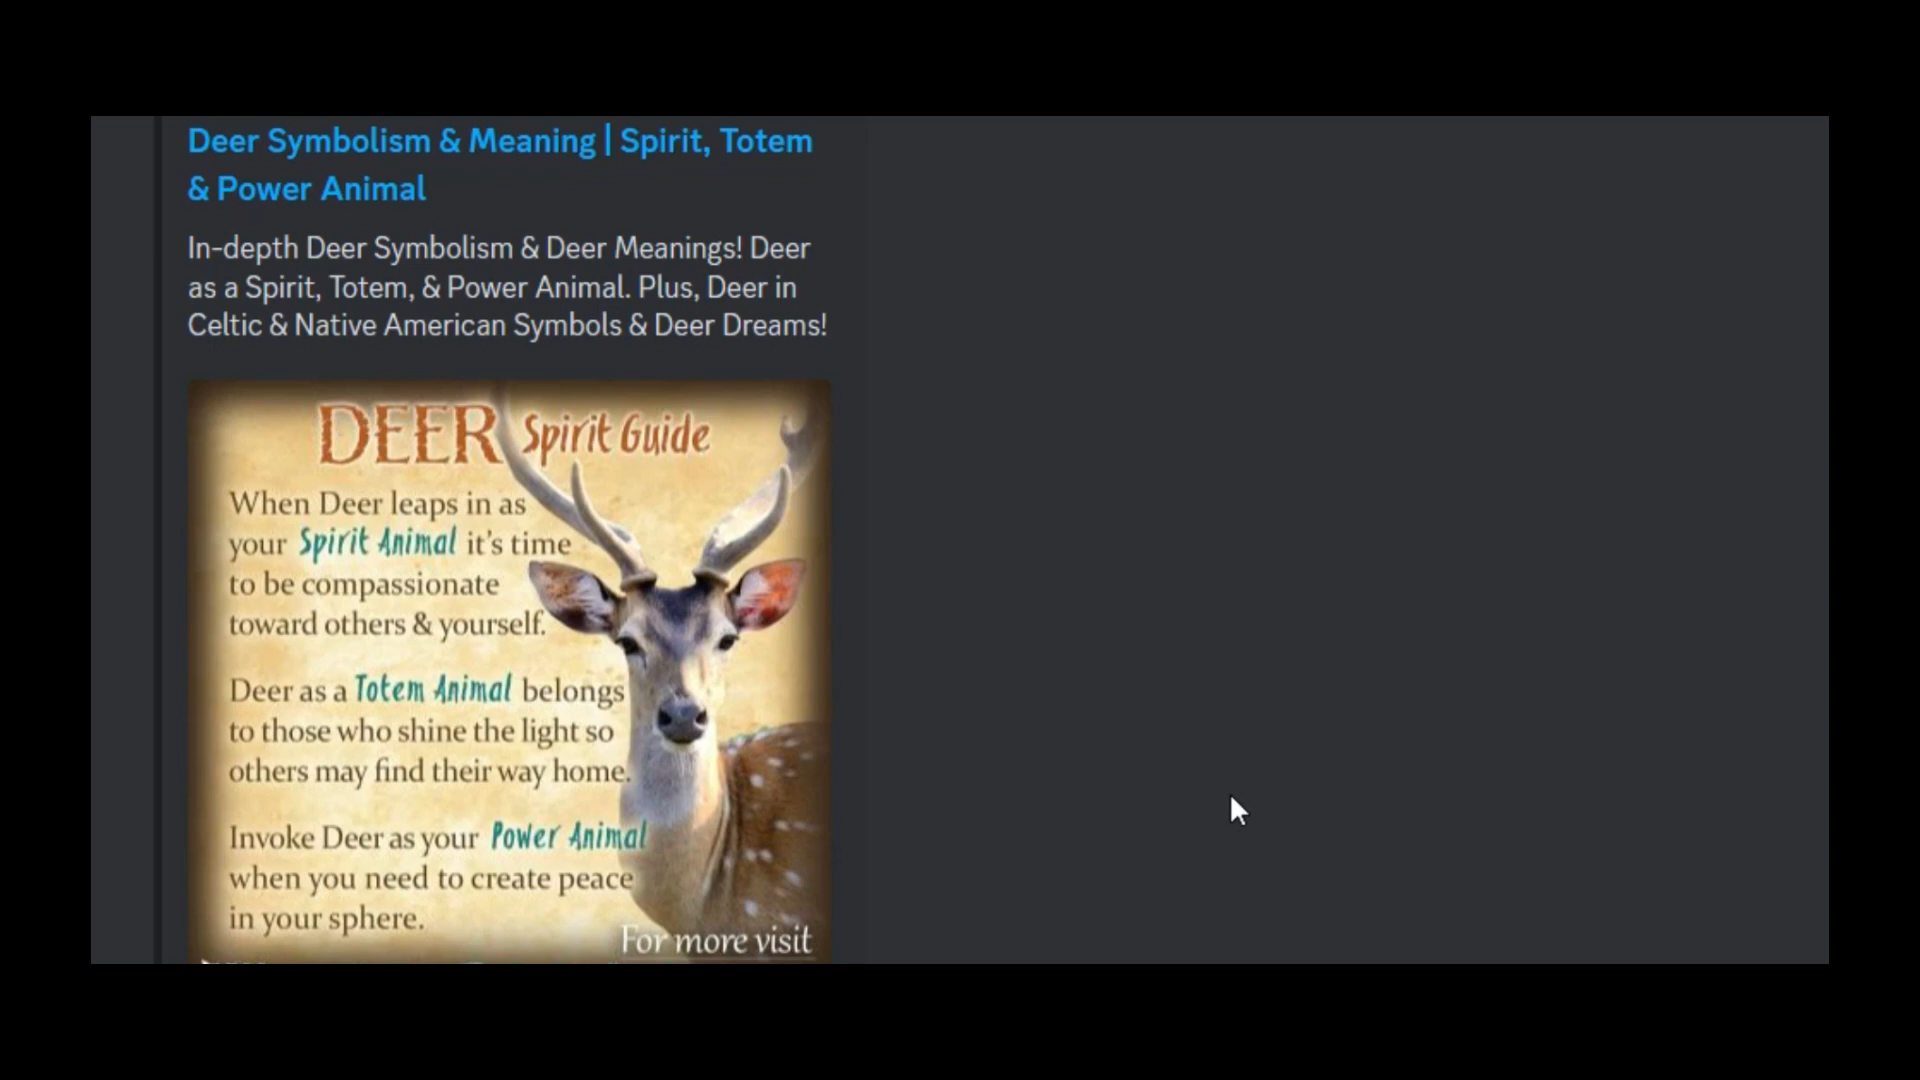 Deer Symbolism & Meaning | Spirit, Totem
& Power Animal
In-depth Deer Symbolism & Deer Meanings! Deer
as a Spirit, Totem, & Power Animal. Plus, Deer in
Celtic & Native American Symbols & Deer Dreams!
DEER Spirit Guide
When Deer leaps in as
your Spirit Animal it's time
to be compassionate
toward others & yourself.
Deer as a Totem Animal belongs
to those who shine the light so
others may find their way home.
Invoke Deer as your Power Animal
when you need to create peace
in your sphere.
For more visit